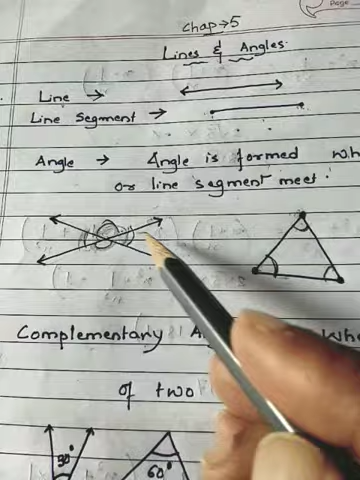 Page
Chap → 5
Lines & Angles.
Line →
Line Segment →
Angle → Angle is formed
or line segment meet.
Complementary
of two
30°
60°